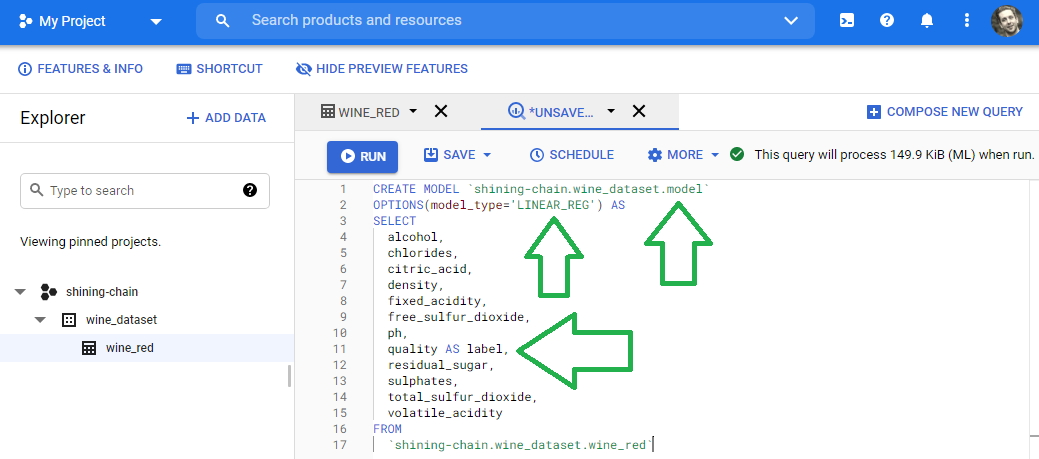 My Project
Search products and resources
FEATURES & INFO
SHORTCUT
HIDE PREVIEW FEATURES
Explorer
+ ADD DATA
WINE_RED
*UNSAVE...
COMPOSE NEW QUERY
RUN
SAVE
SCHEDULE
MORE
This query will process 149.9 KiB (ML) when run.
Type to search
Viewing pinned projects.
shining-chain
wine_dataset
wine_red
1 CREATE MODEL `shining-chain.wine_dataset.model`
2 OPTIONS(model_type='LINEAR_REG') AS
3 SELECT
4 alcohol,
5 chlorides,
6 citric_acid,
7 density,
8 fixed_acidity,
9 free_sulfur_dioxide,
10 ph,
11 quality AS label,
12 residual_sugar,
13 sulphates,
14 total_sulfur_dioxide,
15 volatile_acidity
16 FROM
17 `shining-chain.wine_dataset.wine_red`